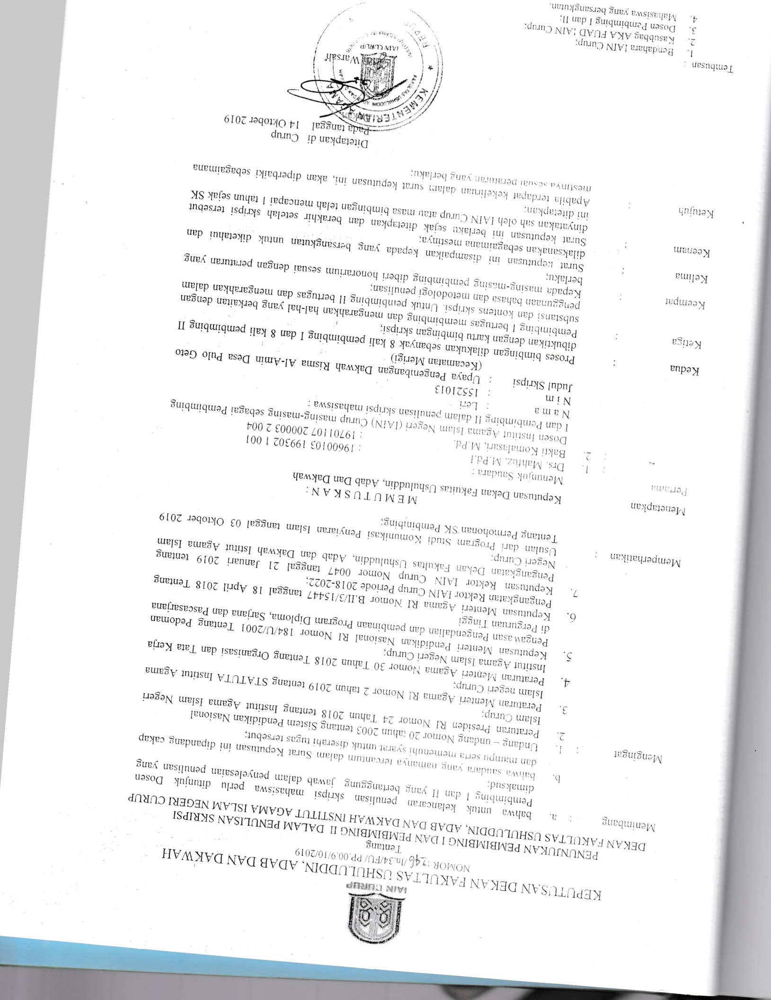 IAIN CURUP
KEPUTUSAN DEKAN FAKULTAS USHULUDDIN, ADAB DAN DAKWAH
NOMOR : /In.34/FU/ PP.00.9/10/2019
Tentang
PENUNJUKAN PEMBIMBING I DAN PEMBIMBING II DALAM PENULISAN SKRIPSI
DEKAN FAKULTAS USHULUDDIN, ADAB DAN DAKWAH INSTITUT AGAMA ISLAM NEGERI CURUP
Menimbang : a. bahwa untuk kelancaran penulisan skripsi mahasiswa perlu ditunjuk Dosen
Pembimbing I dan II yang bertanggung jawab dalam penyelesaian penulisan yang
dimaksud;
b. bahwa saudara yang namanya tercantum dalam Surat Keputusan ini dipandang cakap
dan mampu serta memenuhi syarat untuk diserahi tugas tersebut;
Mengingat : 1. Undang – undang Nomor 20 tahun 2003 tentang Sistem Pendidikan Nasional
2. Peraturan Presiden RI Nomor 24 Tahun 2018 tentang Institut Agama Islam Negeri
Islam Curup;
3. Peraturan Menteri Agama RI Nomor 2 tahun 2019 tentang STATUTA Institut Agama
Islam negeri Curup;
4. Peraturan Menteri Agama Nomor 30 Tahun 2018 Tentang Organisasi dan Tata Kerja
Institut Agama Islam Negeri Curup;
5. Keputusan Menteri Pendidikan Nasional RI Nomor 184/U/2001 Tentang Pedoman
Pengawasan Pengendalian dan pembinaan Program Diploma, Sarjana dan Pascasarjana
di Perguruan Tinggi
6. Keputusan Menteri Agama RI Nomor B.II/3/15447 tanggal 18 April 2018 Tentang
Pengangkatan Rektor IAIN Curup Periode 2018-2022;
7. Keputusan Rektor IAIN Curup Nomor 0047 tanggal 21 Januari 2019 tentang
Pengangkatan Dekan Fakultas Ushuluddin, Adab dan Dakwah Istitut Agama Islam
Negeri Curup;
Memperhatikan : Usulan dari Program Studi Komunikasi Penyiaran Islam tanggal 03 Oktober 2019
Tentang Permohonan SK Pembimbing;
M E M U T U S K A N :
Menetapkan Keputusan Dekan Fakultas Ushuluddin, Adab Dan Dakwah
Pertama Menunjuk Saudara :
: 1. Drs. Mahfuz. M.Pd.I : 19600103 199302 1 001
: 2. Bakti Komalasari, M.Pd. : 19701107 200003 2 004
Dosen Institut Agama Islam Negeri (IAIN) Curup masing-masing sebagai Pembimbing
I dan Pembimbing II dalam penulisan skripsi mahasiswa :
N a m a : Leri
N i m : 15521013
Judul Skripsi : Upaya Pengembangan Dakwah Risma Al-Amin Desa Pulo Geto
(Kecamatan Merigi)
Kedua : Proses bimbingan dilakukan sebanyak 8 kali pembimbing I dan 8 kali pembimbing II
dibuktikan dengan kartu bimbingan skripsi;
Ketiga : Pembimbing I bertugas membimbing dan mengarahkan hal-hal yang berkaitan dengan
substansi dan kontens skripsi. Untuk pembimbing II bertugas dan mengarahkan dalam
penggunaan bahasa dan metodologi penulisan;
Keempat : Kepada masing-masing pembimbing diberi honorarium sesuai dengan peraturan yang
berlaku;
Kelima : Surat keputusan ini disampaikan kepada yang bersangkutan untuk diketahui dan
dilaksanakan sebagaimana mestinya;
Keenam : Surat keputusan ini berlaku sejak ditetapkan dan berakhir setelah skripsi tersebut
dinyatakan sah oleh IAIN Curup atau masa bimbingan telah mencapai 1 tahun sejak SK
ini ditetapkan;
Ketujuh : Apabila terdapat kekeliruan dalam surat keputusan ini, akan diperbaiki sebagaimana
mestinya sesuai peraturan yang berlaku;
Ditetapkan di Curup
Pada tanggal 14 Oktober 2019
Dekan
KEMENTERIAN AGAMA
FAKULTAS USHULUDDIN
IAIN CURUP
Warsah
Tembusan :
1. Bendahara IAIN Curup;
2. Kasubbag AKA FUAD IAIN Curup;
3. Dosen Pembimbing I dan II;
4. Mahasiswa yang bersangkutan.